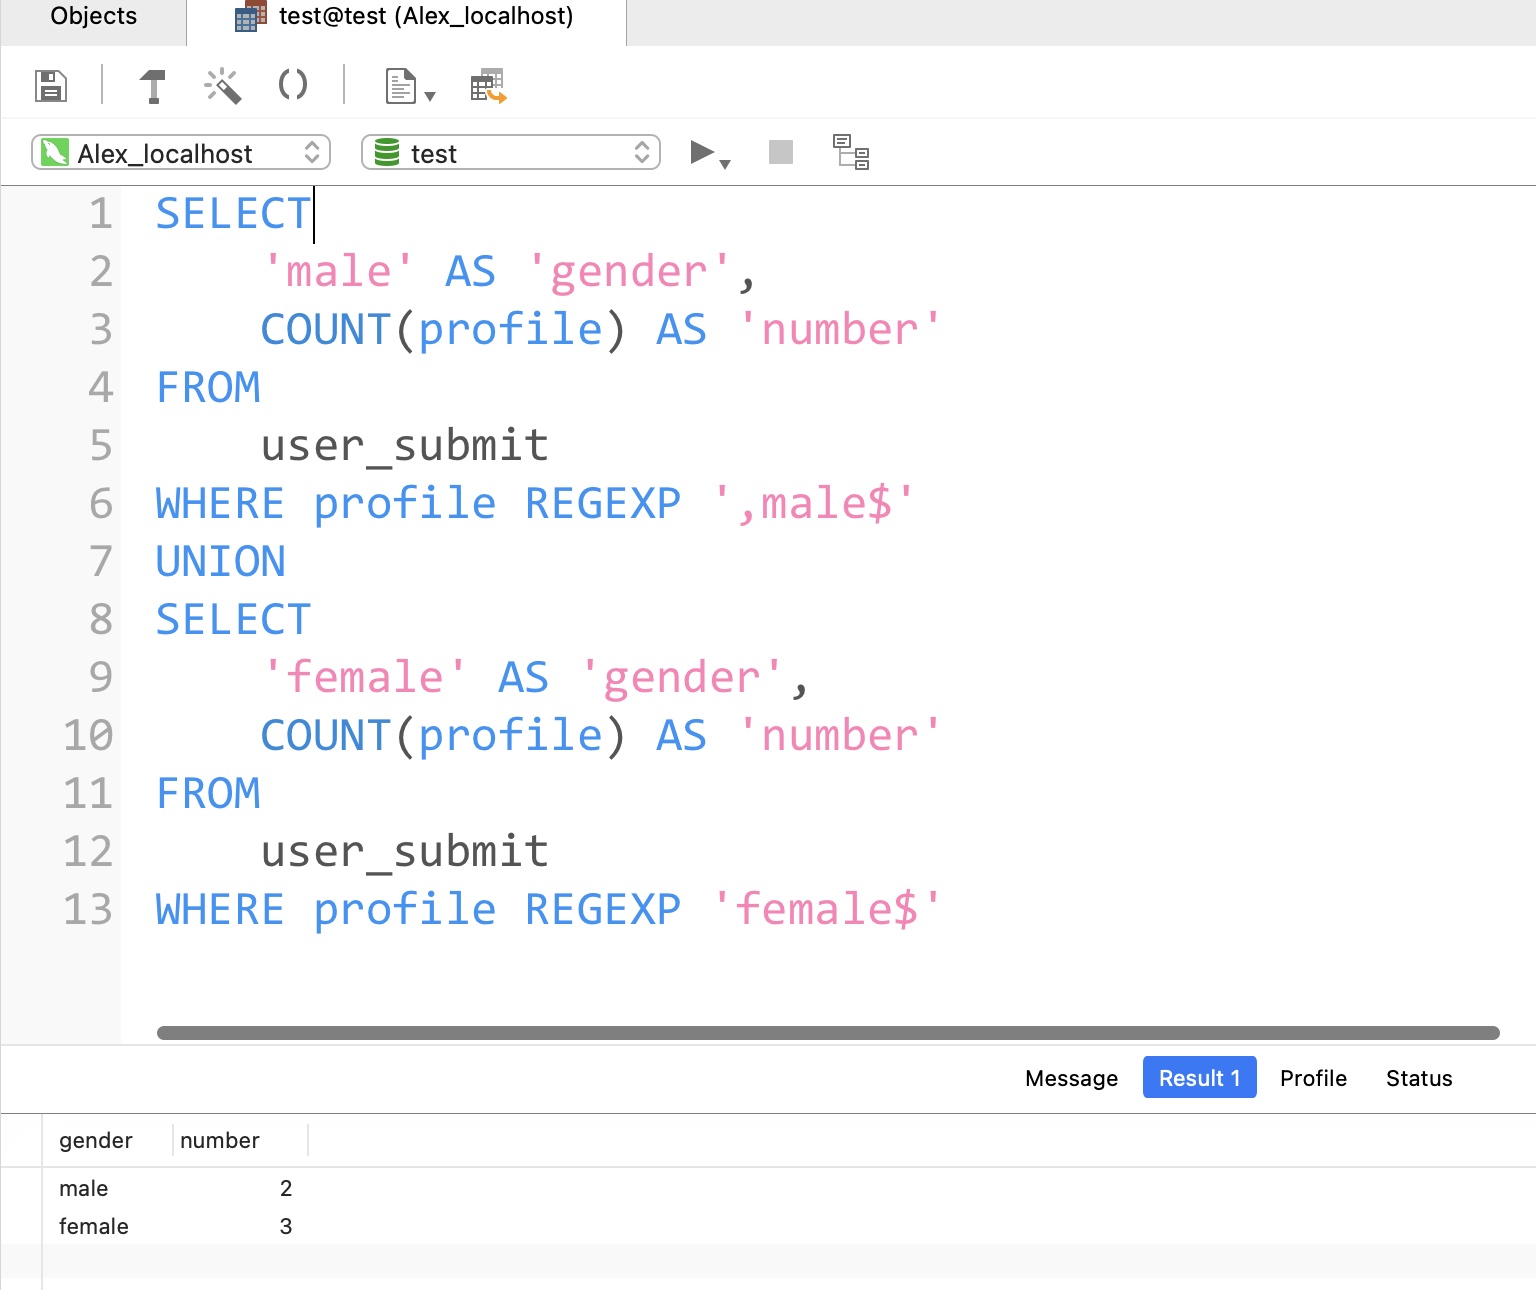 Objects
test@test (Alex_localhost)
Alex_localhost
test
1 SELECT
2 'male' AS 'gender',
3 COUNT(profile) AS 'number'
4 FROM
5 user_submit
6 WHERE profile REGEXP ',male$'
7 UNION
8 SELECT
9 'female' AS 'gender',
10 COUNT(profile) AS 'number'
11 FROM
12 user_submit
13 WHERE profile REGEXP 'female$'
Message Result 1 Profile Status
gender number
male 2
female 3